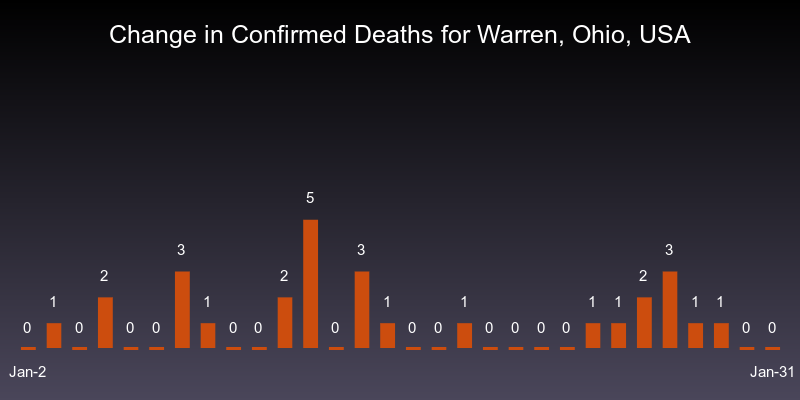 Change in Confirmed Deaths for Warren, Ohio, USA
0 1 0 2 0 0 3 1 0 0 2 5 0 3 1 0 0 1 0 0 0 0 1 1 2 3 1 1 0 0
Jan-2 Jan-31